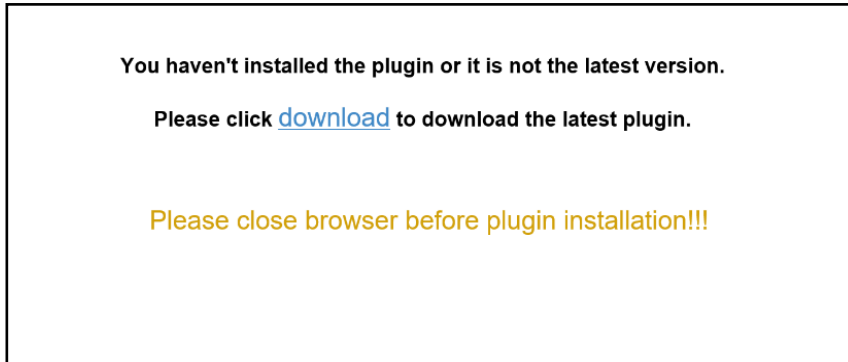 You haven't installed the plugin or it is not the latest version.
Please click download to download the latest plugin.
Please close browser before plugin installation!!!